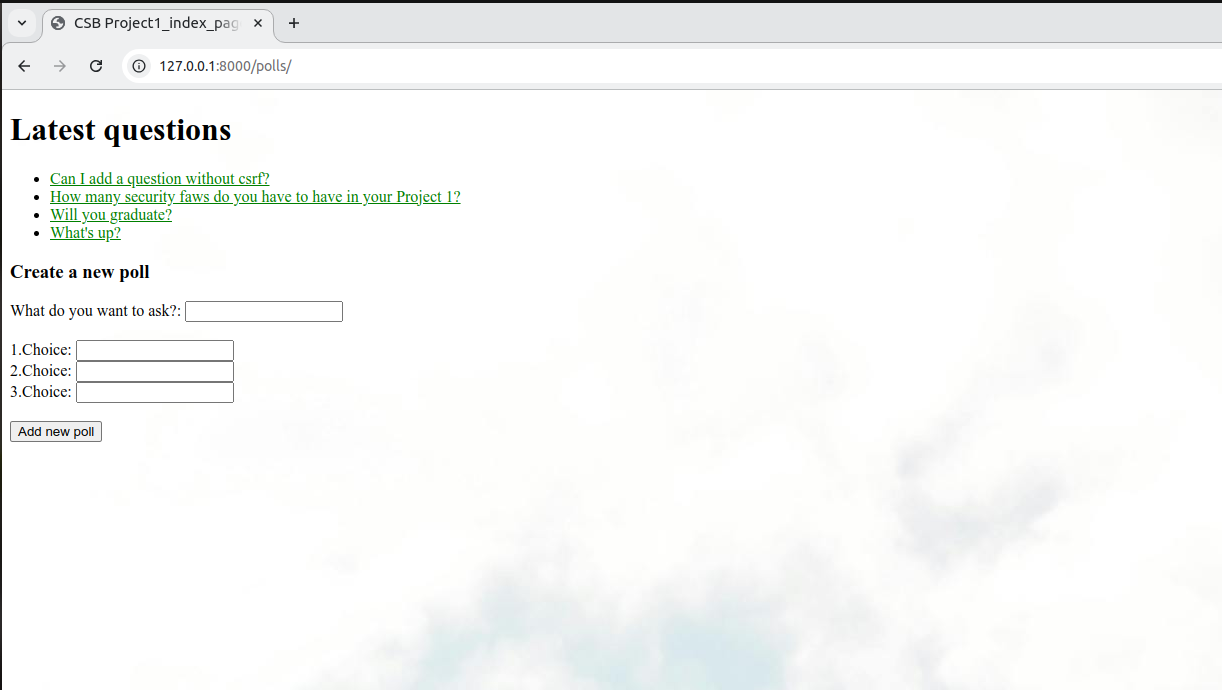 CSB Project1_index_pag
127.0.0.1:8000/polls/
Latest questions
Can I add a question without csrf?
How many security faws do you have to have in your Project 1?
Will you graduate?
What's up?
Create a new poll
What do you want to ask?:
1.Choice:
2.Choice:
3.Choice:
Add new poll